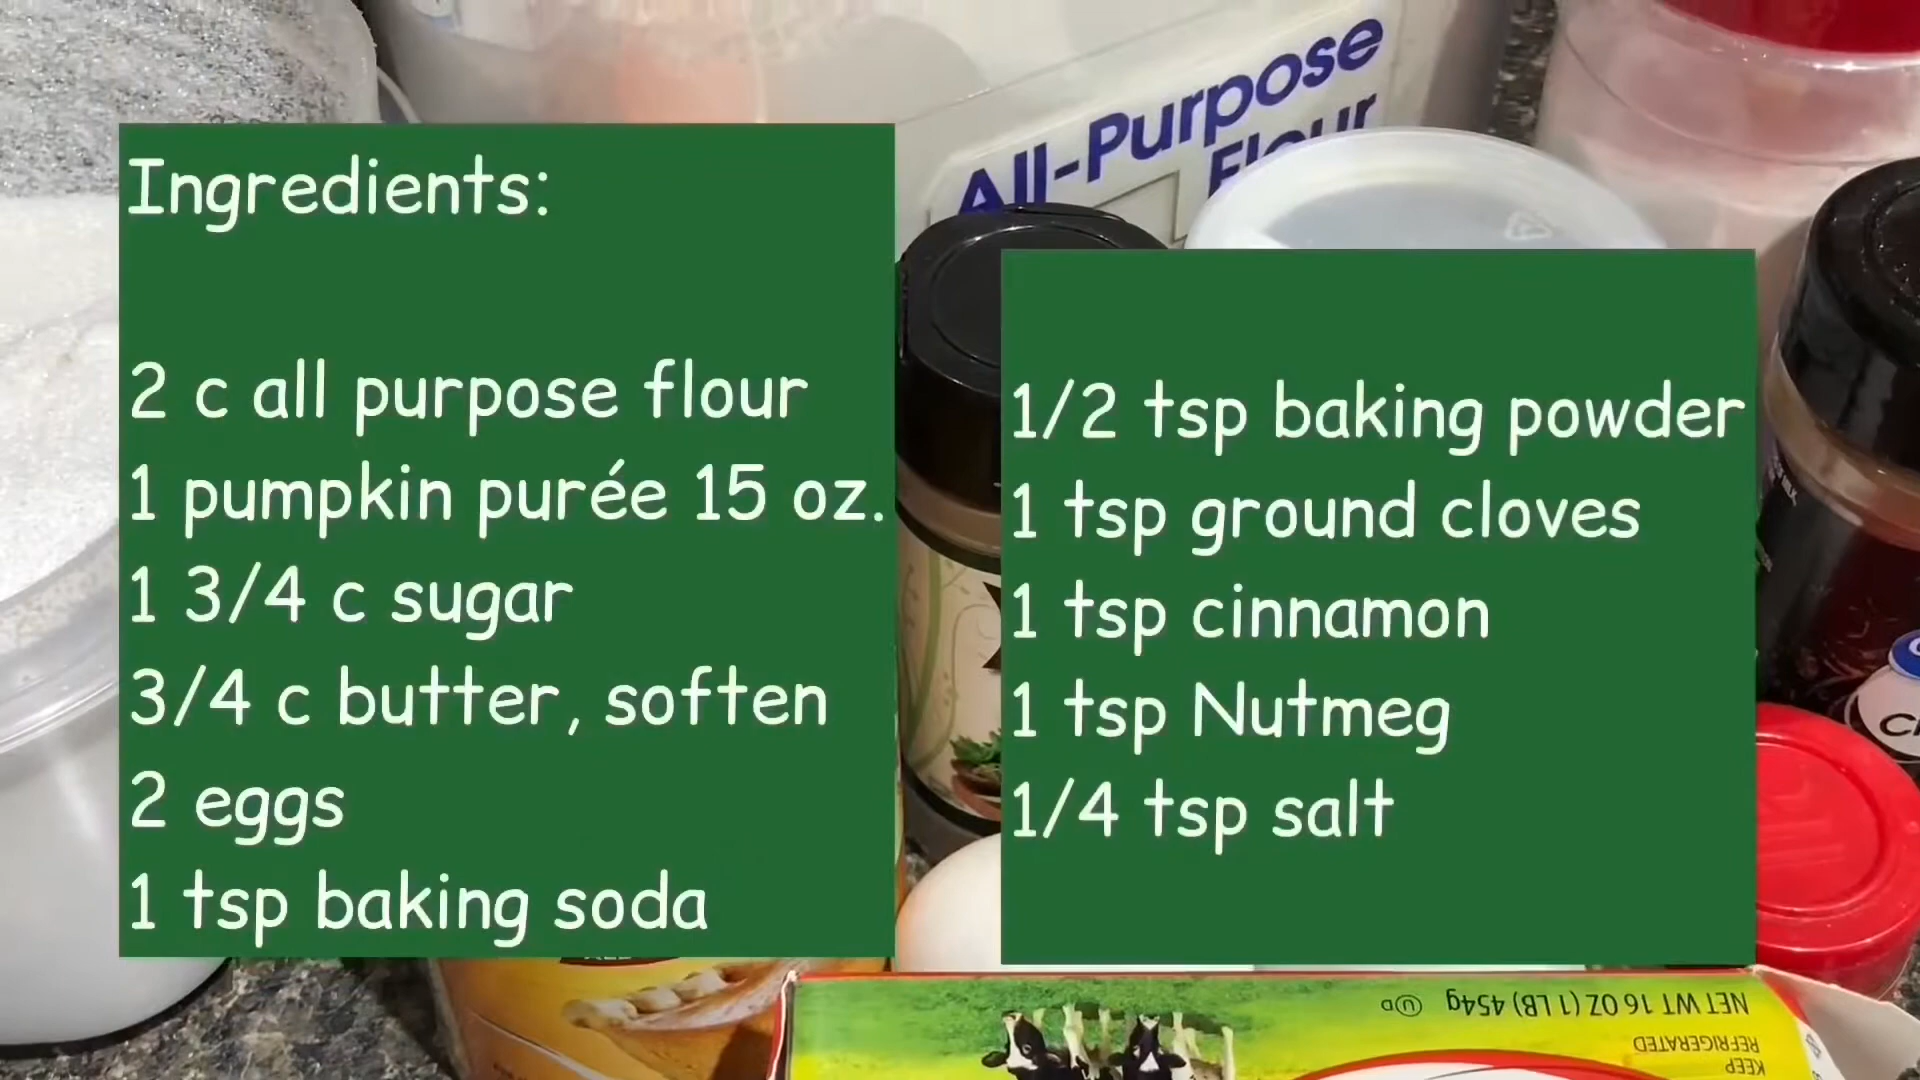 All-Purpose
Flour
Ingredients:
2 c all purpose flour
1 pumpkin purée 15 oz.
1 3/4 c sugar
3/4 c butter, soften
2 eggs
1 tsp baking soda
1/2 tsp baking powder
1 tsp ground cloves
1 tsp cinnamon
1 tsp Nutmeg
1/4 tsp salt
NET WT 16 OZ (1 LB) 454g
KEEP
REFRIGERATED